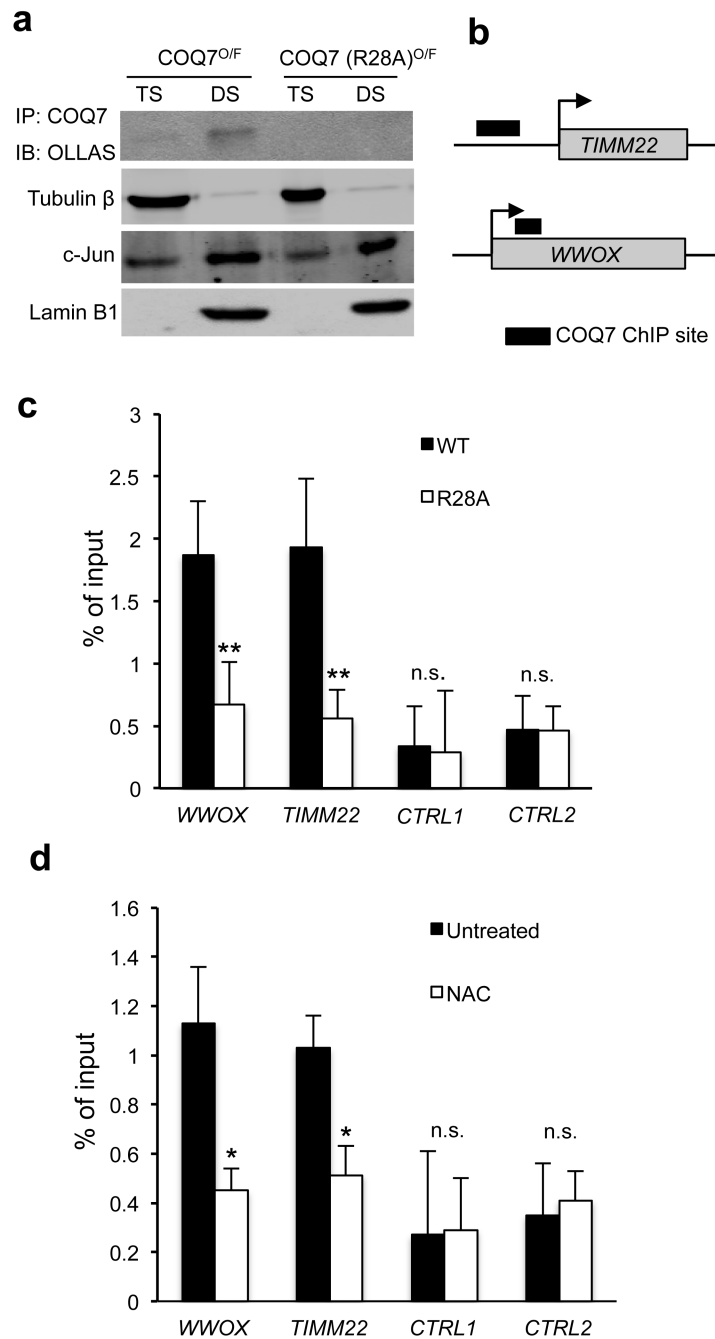 a
COQ7O/F
COQ7 (R28A)O/F
TS DS TS DS
IP: COQ7
IB: OLLAS
Tubulin β
c-Jun
Lamin B1
b
TIMM22
WWOX
COQ7 ChIP site
c
% of input
3
2.5
2
1.5
1
0.5
0
WT
R28A
**
**
n.s.
n.s.
WWOX TIMM22 CTRL1 CTRL2
d
% of input
1.6
1.4
1.2
1
0.8
0.6
0.4
0.2
0
Untreated
NAC
*
*
n.s.
n.s.
WWOX TIMM22 CTRL1 CTRL2